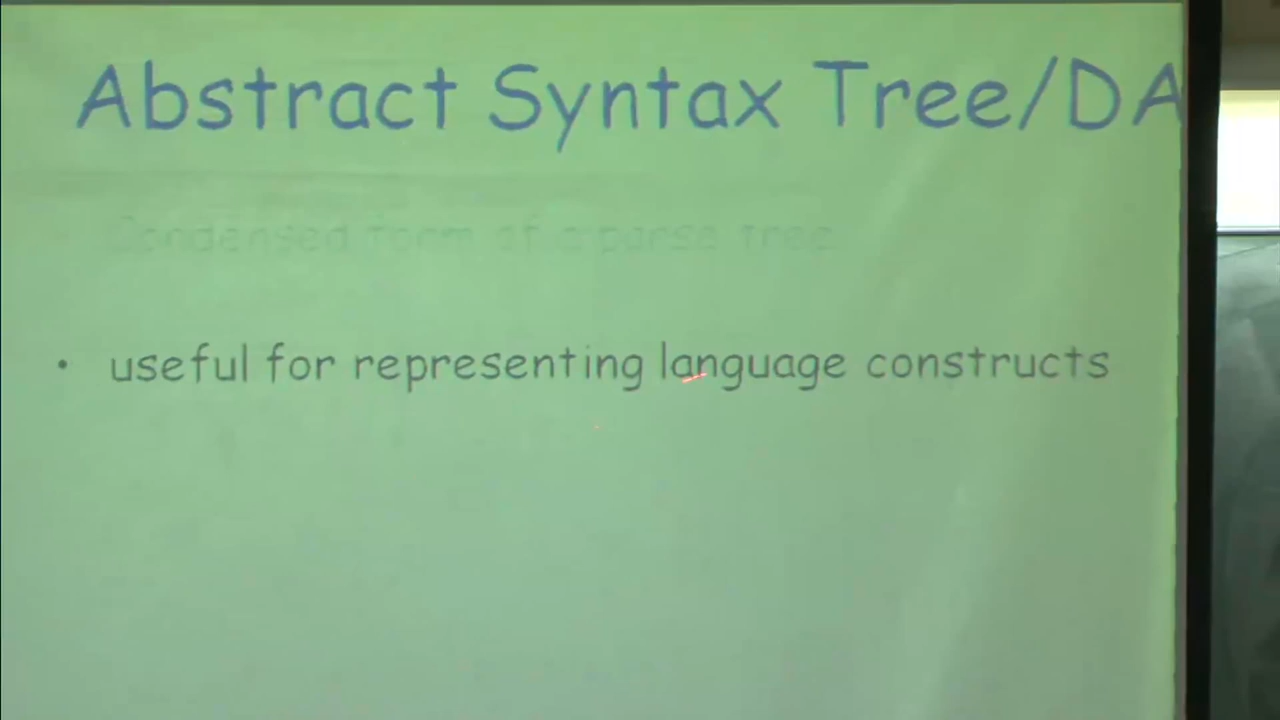 Abstract Syntax Tree/DA
Condensed form of a parse tree
• useful for representing language constructs